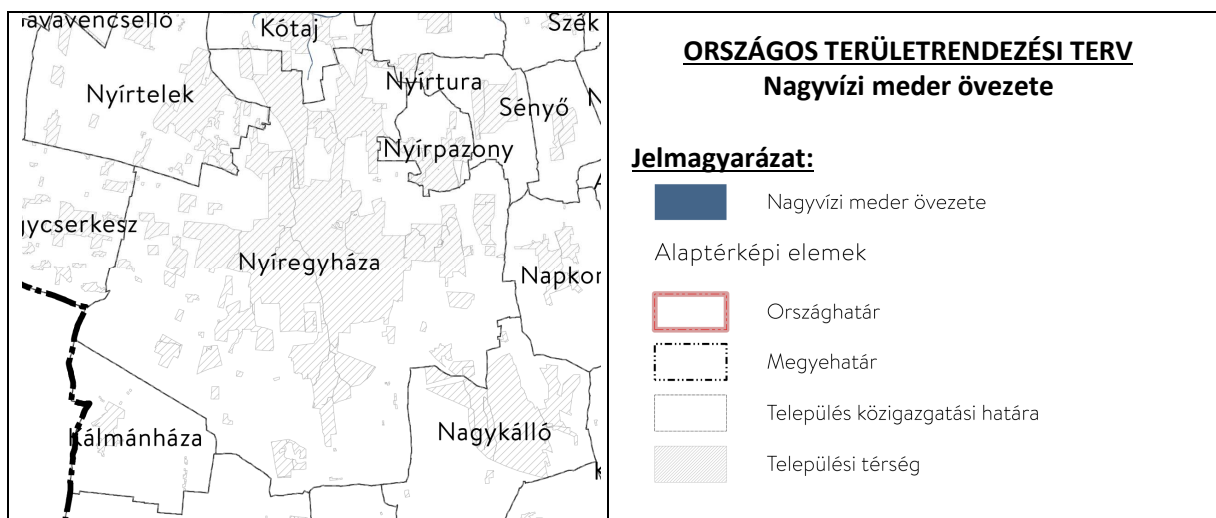 Kótaj
Szék
Nyírtelek
Nyírtura
Sényő
Nyírpazony
Nyíregyháza
Napkor
Nagykálló
Kálmánháza
ORSZÁGOS TERÜLETRENDEZÉSI TERV
Nagyvízi meder övezete
Jelmagyarázat:
Nagyvízi meder övezete
Alaptérképi elemek
Országhatár
Megyehatár
Település közigazgatási határa
Települési térség